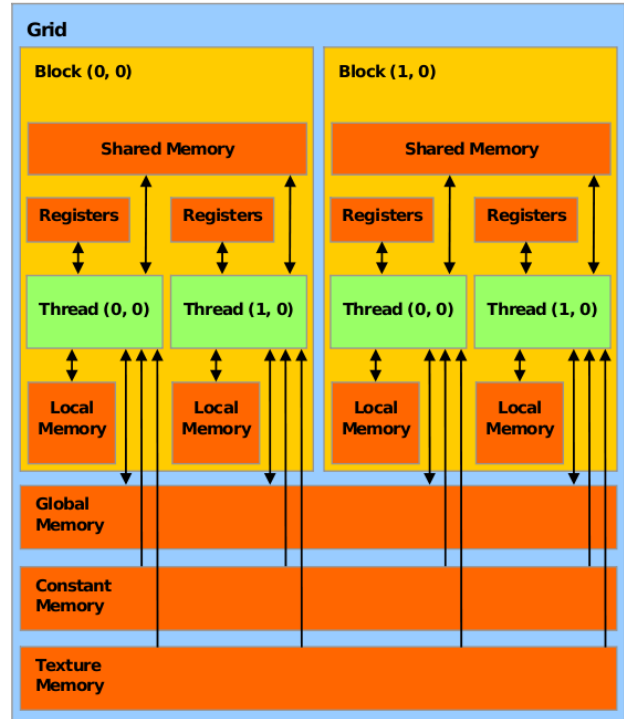 Grid
Block (0, 0)
Shared Memory
Registers
Registers
Thread (0, 0)
Thread (1, 0)
Local
Memory
Local
Memory
Block (1, 0)
Shared Memory
Registers
Registers
Thread (0, 0)
Thread (1, 0)
Local
Memory
Local
Memory
Global
Memory
Constant
Memory
Texture
Memory